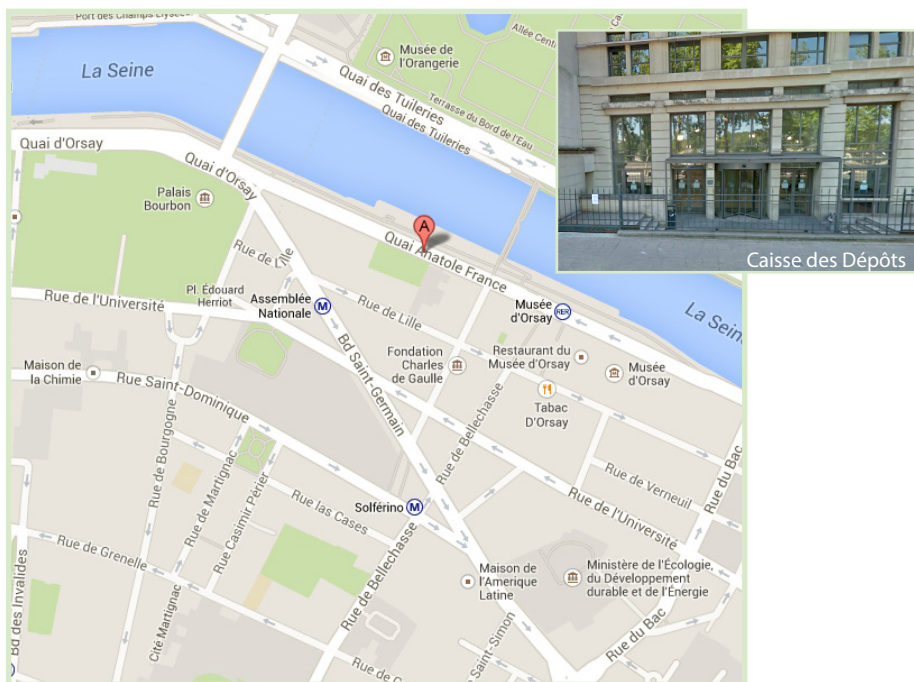 Port des Champs Élysées
Allée Cent
Musée de
l'Orangerie
La Seine
Quai des Tuileries
Terrasse du Bord de l'Eau
Quai des Tuileries
Quai d'Orsay
Quai d'Orsay
Palais
Bourbon
A
Quai Anatole France
Caisse des Dépôts
Rue de Lille
Pl. Édouard
Herriot
Rue de l'Université
Assemblée
Nationale
M
Rue de Lille
Musée
d'Orsay
RER
La Seine
Bd Saint-Germain
Fondation
Charles
de Gaulle
Restaurant du
Musée d'Orsay
Musée
d'Orsay
Maison de
la Chimie
Rue Saint-Dominique
Tabac
D'Orsay
Rue de Bourgogne
Rue de Bellechasse
Rue de Martignac
Rue Casimir Périer
Rue las Cases
Solférino
M
Rue de Verneuil
Rue du Bac
Rue de l'Université
Rue de Grenelle
Rue de Bellechasse
Maison de
l'Amerique
Latine
Ministère de l'Écologie,
du Développement
durable et de l'Énergie
Bd des Invalides
Cité Martignac
Rue de G
Saint-Simon
Rue du Bac